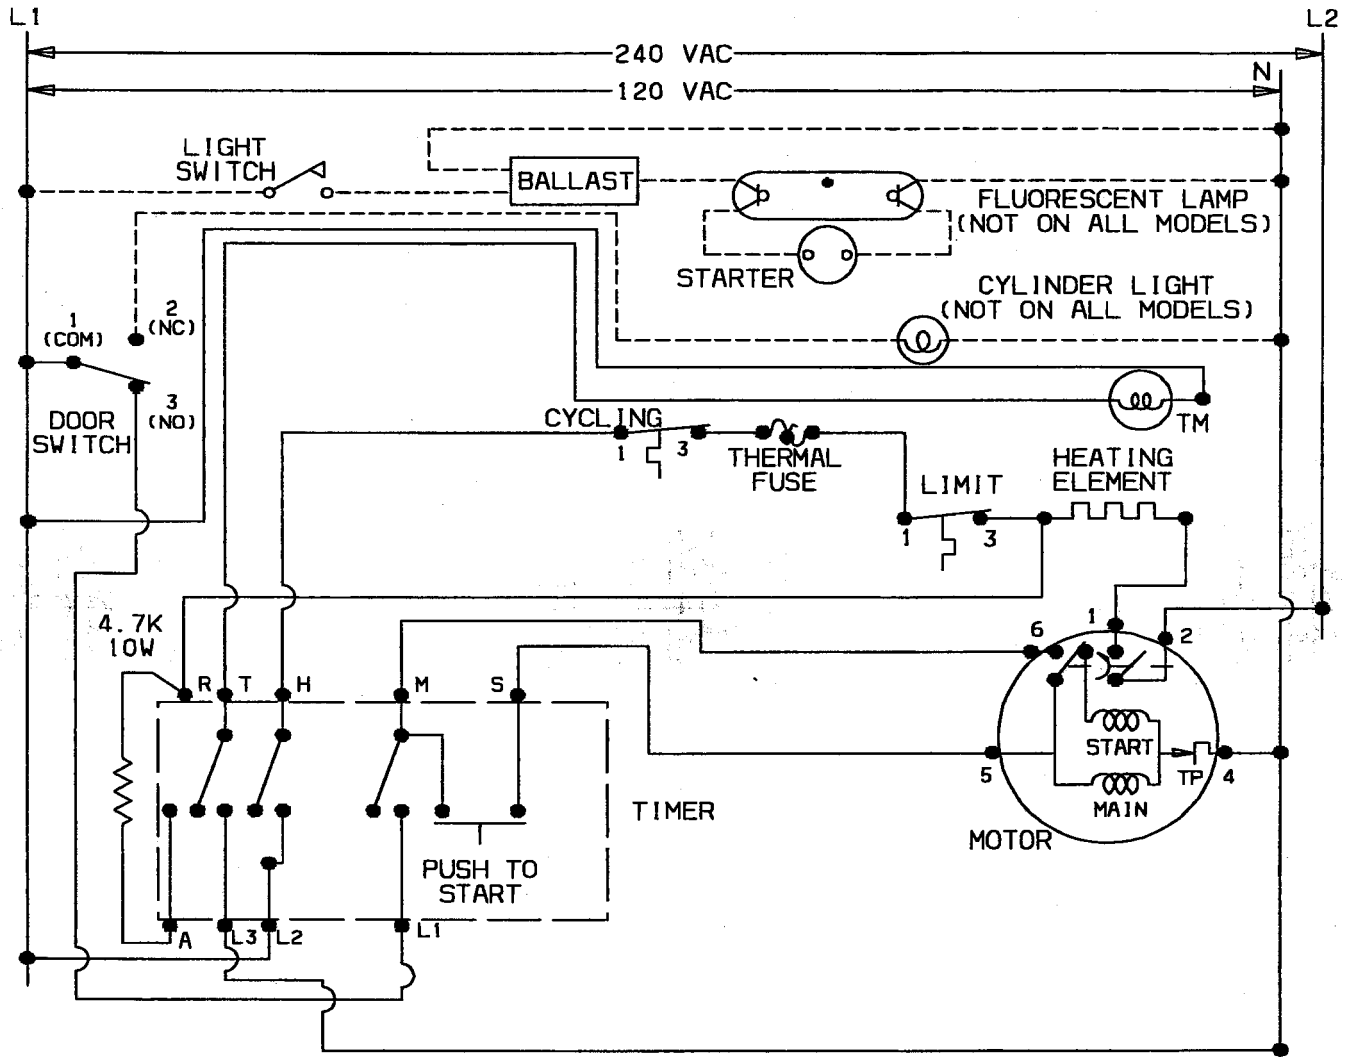 L1
L2
240 VAC
N
120 VAC
LIGHT
SWITCH
BALLAST
FLUORESCENT LAMP
(NOT ON ALL MODELS)
STARTER
CYLINDER LIGHT
(NOT ON ALL MODELS)
1
(COM)
2
(NC)
3
(NO)
DOOR
SWITCH
CYCLING
1
3
TM
THERMAL
FUSE
HEATING
ELEMENT
LIMIT
1
3
4.7K
10W
6
1
2
R
T
H
M
S
START
5
TP
4
MAIN
TIMER
MOTOR
PUSH TO
START
A
L3
L2
L1